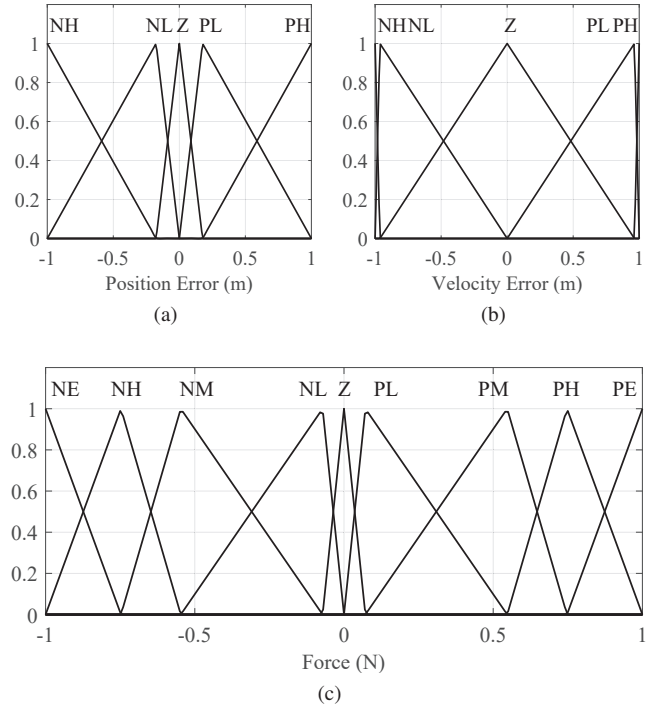 NH NL Z PL PH
1
0.8
0.6
0.4
0.2
0
-1 -0.5 0 0.5 1
Position Error (m)
(a)
NHNL Z PL PH
1
0.8
0.6
0.4
0.2
0
-1 -0.5 0 0.5 1
Velocity Error (m)
(b)
NE NH NM NL Z PL PM PH PE
1
0.8
0.6
0.4
0.2
0
-1 -0.5 0 0.5 1
Force (N)
(c)